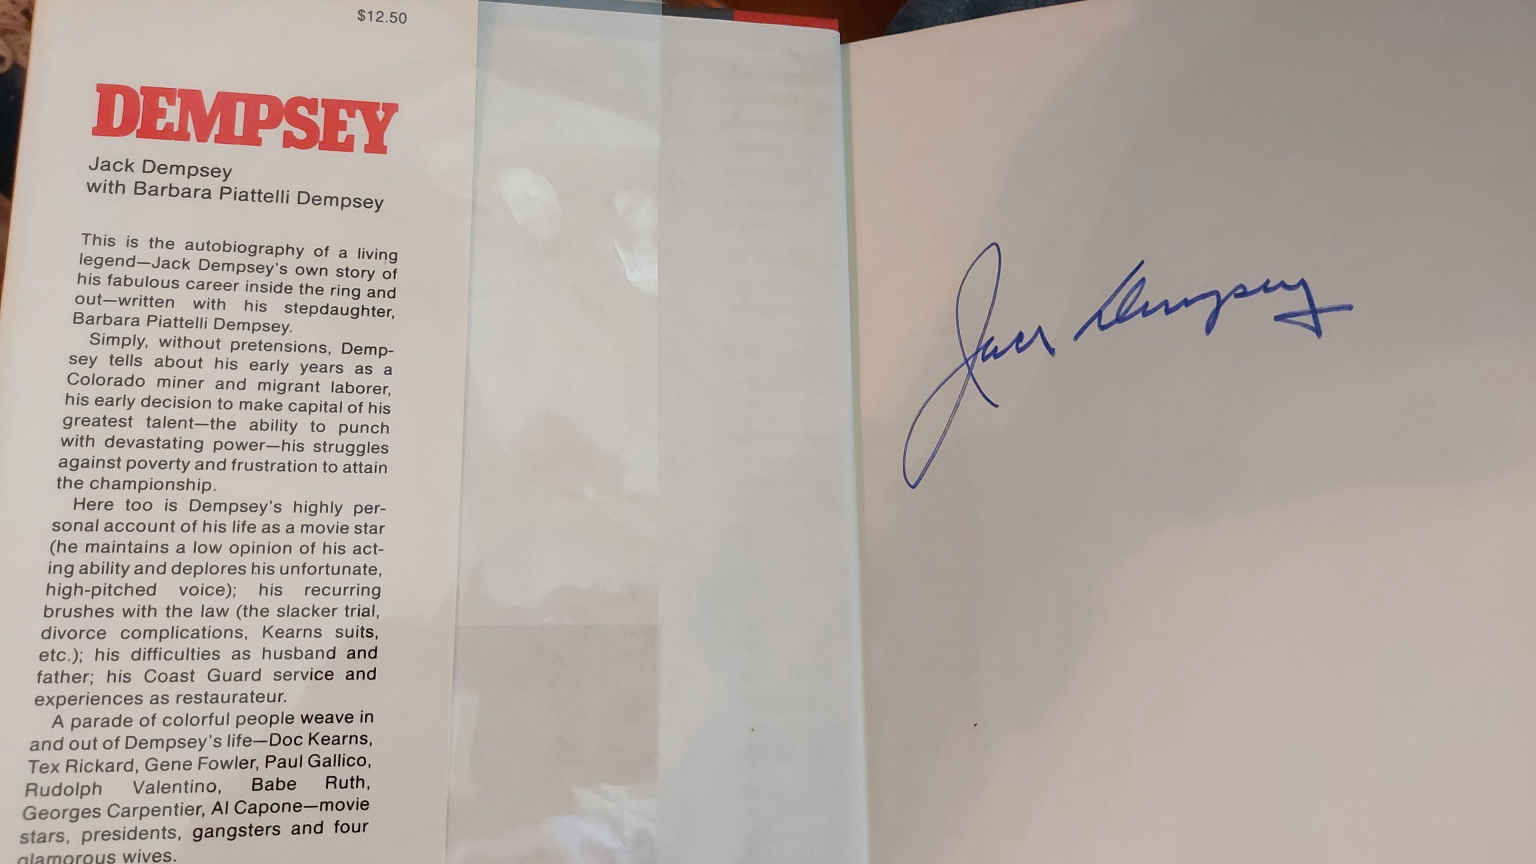 $12.50
DEMPSEY
Jack Dempsey
with Barbara Piattelli Dempsey
This is the autobiography of a living
legend—Jack Dempsey's own story of
his fabulous career inside the ring and
out—written with his stepdaughter,
Barbara Piattelli Dempsey.
Simply, without pretensions, Demp-
sey tells about his early years as a
Colorado miner and migrant laborer,
his early decision to make capital of his
greatest talent—the ability to punch
with devastating power—his struggles
against poverty and frustration to attain
the championship.
Here too is Dempsey's highly per-
sonal account of his life as a movie star
(he maintains a low opinion of his act-
ing ability and deplores his unfortunate,
high-pitched voice); his recurring
brushes with the law (the slacker trial,
divorce complications, Kearns suits,
etc.); his difficulties as husband and
father; his Coast Guard service and
experiences as restaurateur.
A parade of colorful people weave in
and out of Dempsey's life—Doc Kearns,
Tex Rickard, Gene Fowler, Paul Gallico,
Rudolph Valentino, Babe Ruth,
Georges Carpentier, Al Capone—movie
stars, presidents, gangsters and four
glamorous wives.
Jack Dempsey